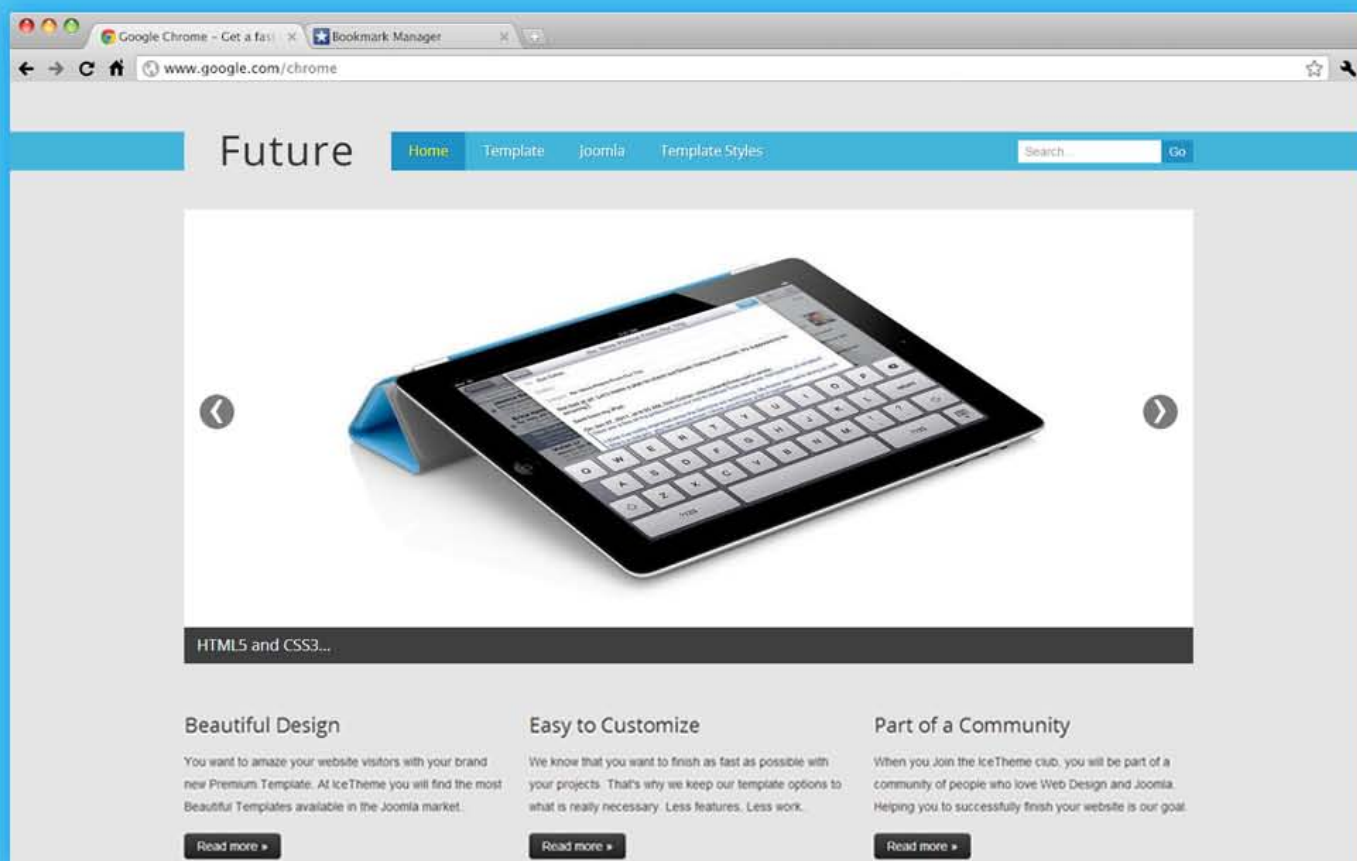 Google Chrome - Get a fas
Bookmark Manager
www.google.com/chrome
Future
Home
Template
Joomla
Template Styles
Search...
Go
Q W E R T Y U I O P
A S D F G H J K L
return
Z X C V B N M
.?123
.?123
HTML5 and CSS3...
Beautiful Design
You want to amaze your website visitors with your brand
new Premium Template. At IceTheme you will find the most
Beautiful Templates available in the Joomla market.
Read more »
Easy to Customize
We know that you want to finish as fast as possible with
your projects. That's why we keep our template options to
what is really necessary. Less features. Less work.
Read more »
Part of a Community
When you Join the IceTheme club, you will be part of a
community of people who love Web Design and Joomla.
Helping you to successfully finish your website is our goal.
Read more »